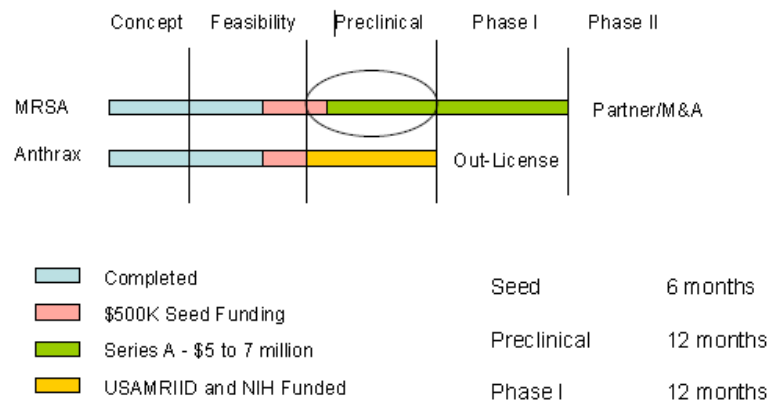 Concept Feasibility Preclinical Phase I Phase II
MRSA Partner/M&A
Anthrax Out-License
Completed
$500K Seed Funding
Series A - $5 to 7 million
USAMRIID and NIH Funded
Seed 6 months
Preclinical 12 months
Phase I 12 months